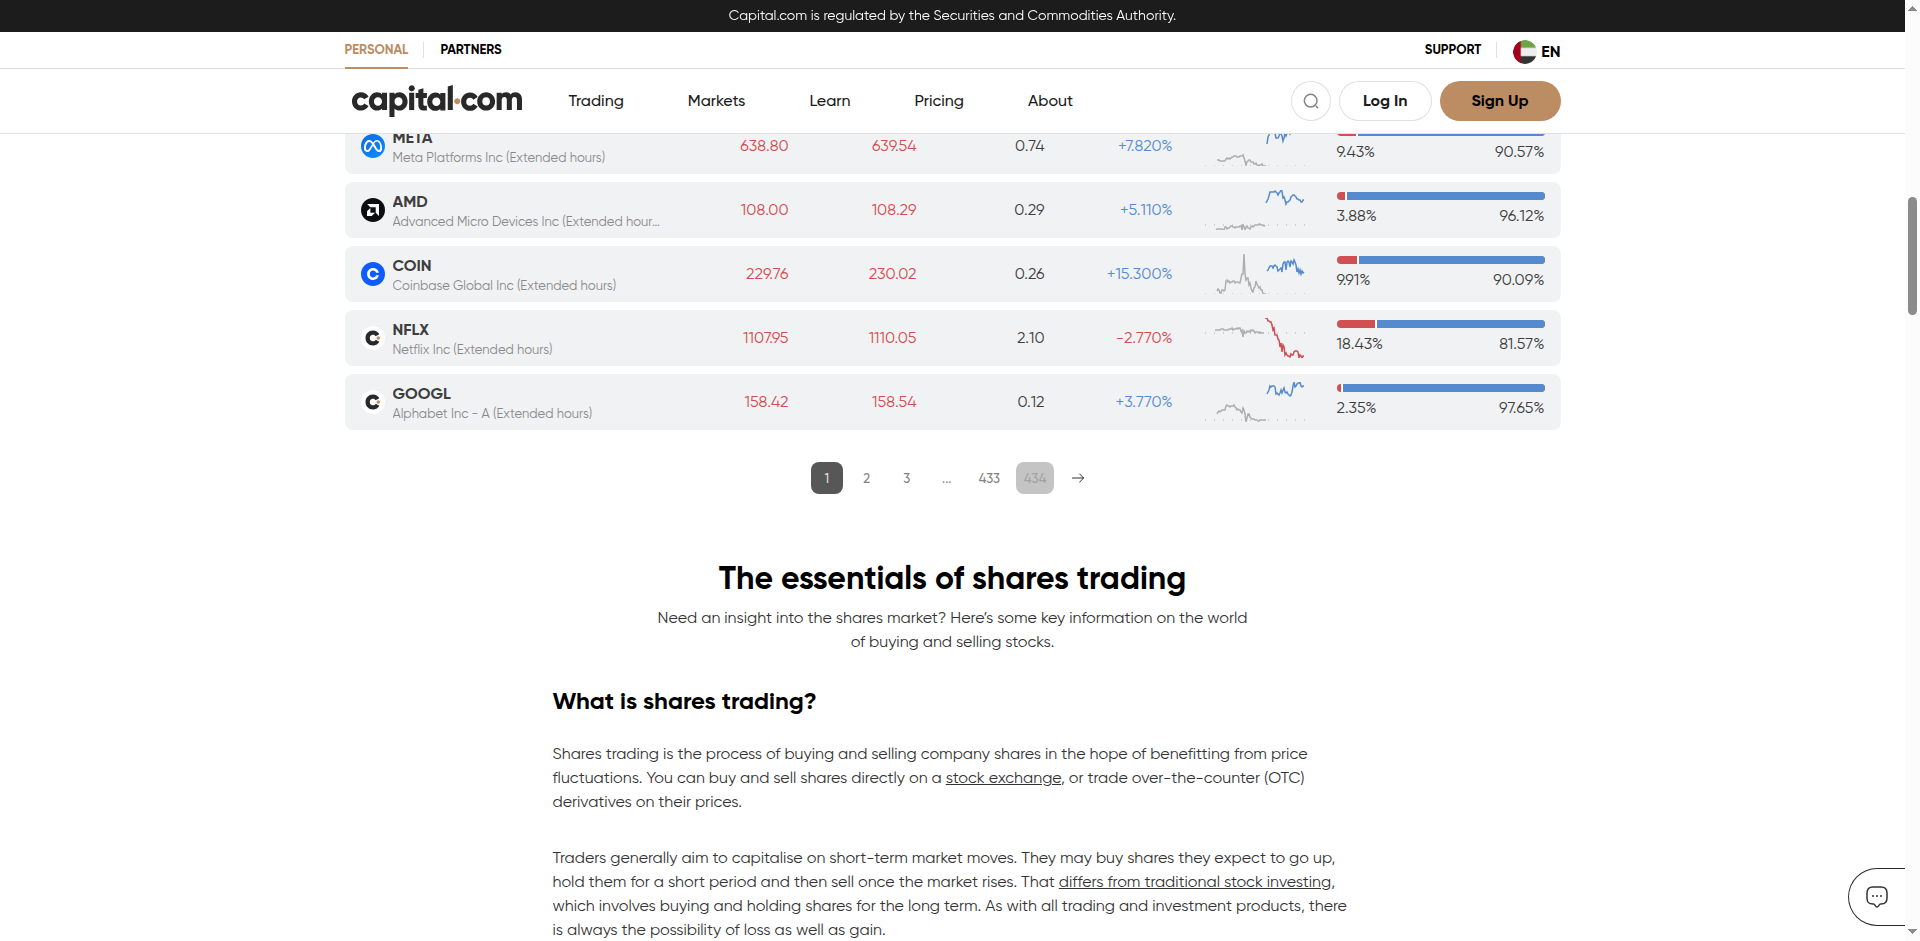 Capital.com is regulated by the Securities and Commodities Authority.
PERSONAL PARTNERS SUPPORT EN
capital.com Trading Markets Learn Pricing About Log In Sign Up
META 638.80 639.54 0.74 +7.820% 9.43% 90.57%
Meta Platforms Inc (Extended hours)
AMD 108.00 108.29 0.29 +5.110% 3.88% 96.12%
Advanced Micro Devices Inc (Extended hour...
COIN 229.76 230.02 0.26 +15.300% 9.91% 90.09%
Coinbase Global Inc (Extended hours)
NFLX 1107.95 1110.05 2.10 -2.770% 18.43% 81.57%
Netflix Inc (Extended hours)
GOOGL 158.42 158.54 0.12 +3.770% 2.35% 97.65%
Alphabet Inc - A (Extended hours)
1 2 3 ... 433 434
The essentials of shares trading
Need an insight into the shares market? Here's some key information on the world
of buying and selling stocks.
What is shares trading?
Shares trading is the process of buying and selling company shares in the hope of benefitting from price
fluctuations. You can buy and sell shares directly on a stock exchange, or trade over-the-counter (OTC)
derivatives on their prices.
Traders generally aim to capitalise on short-term market moves. They may buy shares they expect to go up,
hold them for a short period and then sell once the market rises. That differs from traditional stock investing,
which involves buying and holding shares for the long term. As with all trading and investment products, there
is always the possibility of loss as well as gain.